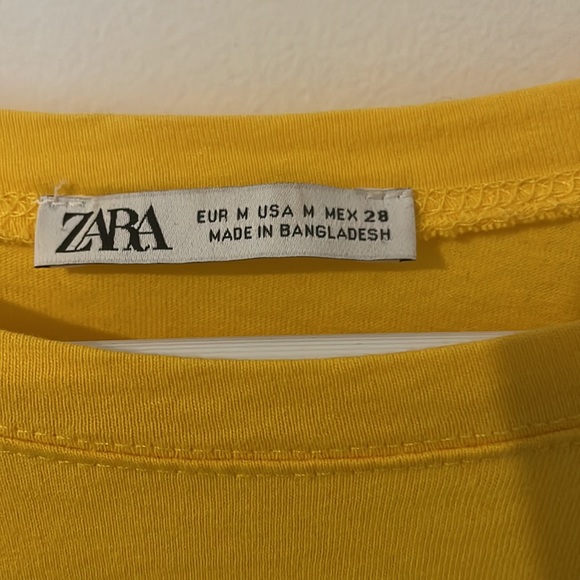 ZARA
EUR M USA M MEX 28
MADE IN BANGLADESH